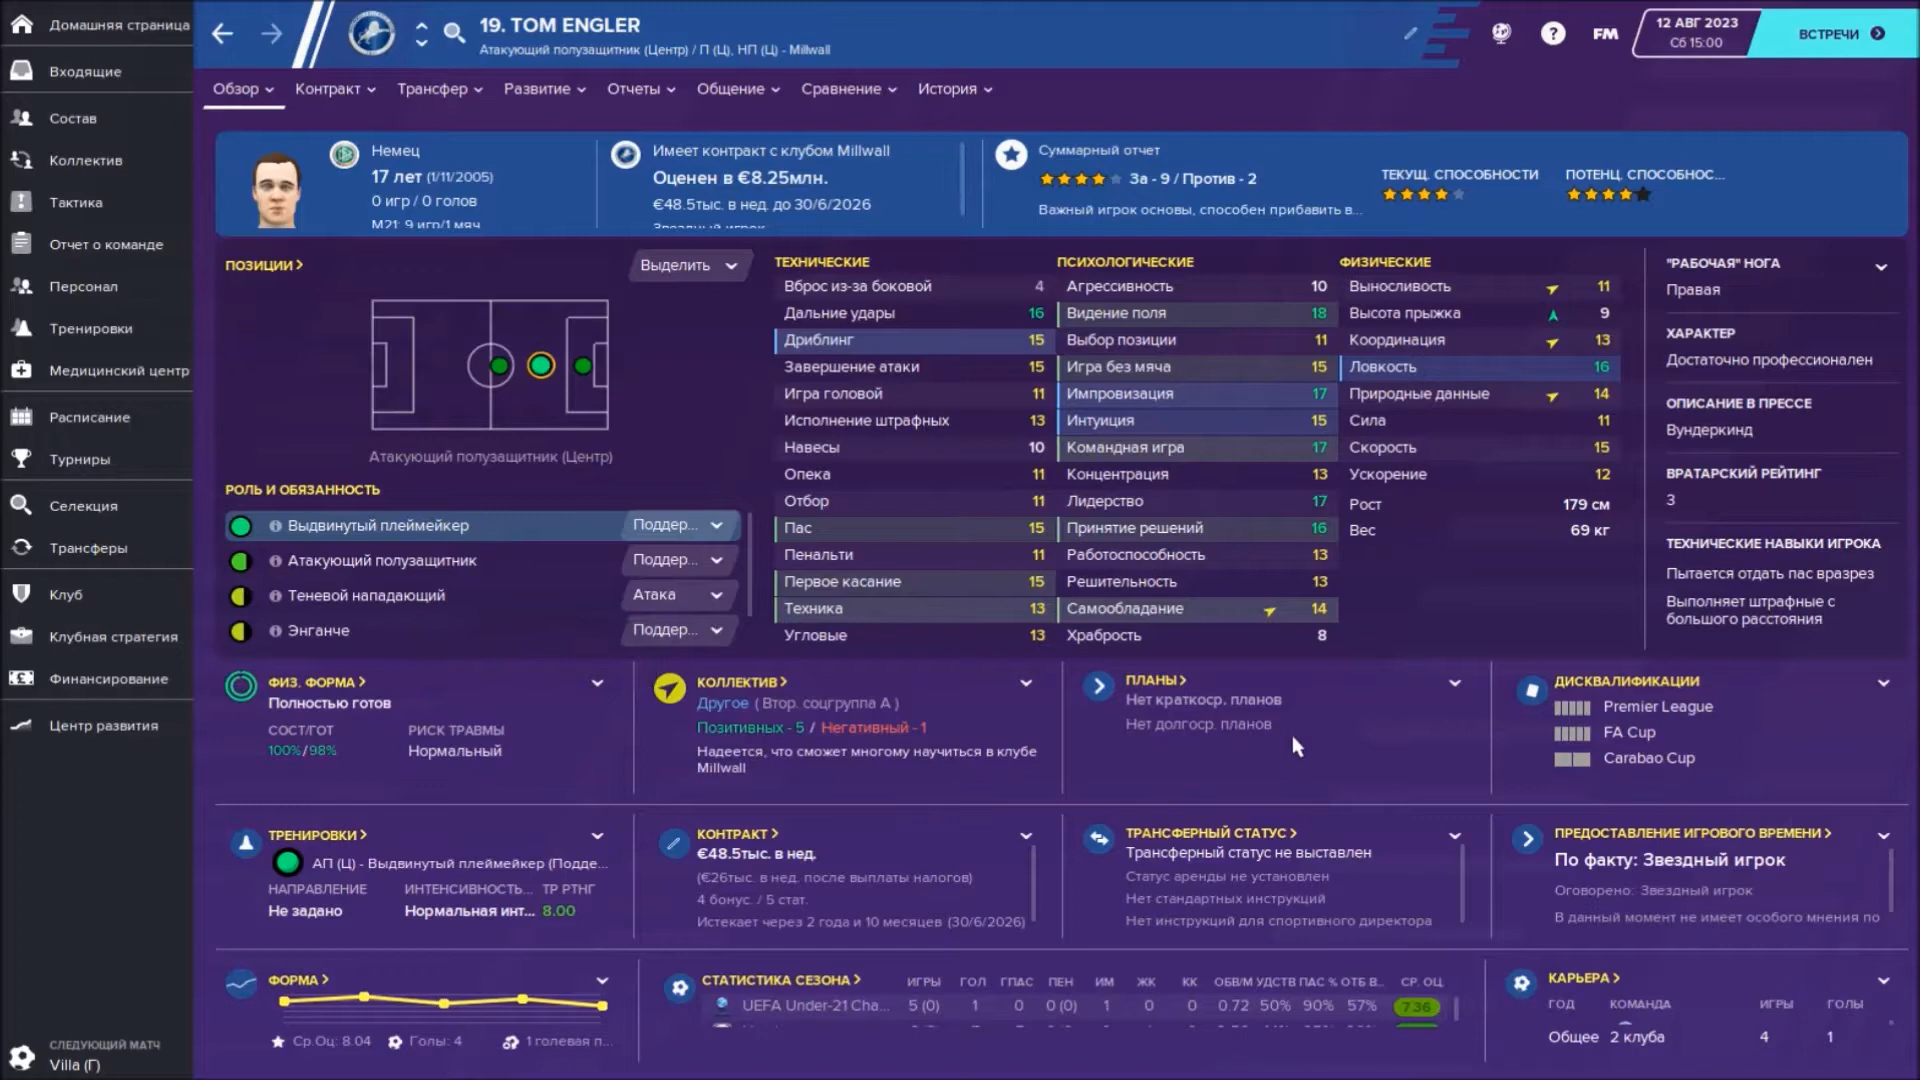 Домашняя страница
Входящие
Состав
Коллектив
Тактика
Отчет о команде
Персонал
Тренировки
Медицинский центр
Расписание
Турниры
Селекция
Трансферы
Клуб
Клубная стратегия
Финансирование
Центр развития
СЛЕДУЮЩИЙ МАТЧ
Villa (Г)
19. TOM ENGLER
Атакующий полузащитник (Центр) / П (Ц), НП (Ц) - Millwall
FM
12 АВГ 2023
Сб 15:00
ВСТРЕЧИ
Обзор Контракт Трансфер Развитие Отчеты Общение Сравнение История
Немец
17 лет (1/11/2005)
0 игр / 0 голов
М21: 9 игр/1 мяч
Имеет контракт с клубом Millwall
Оценен в €8.25млн.
€48.5тыс. в нед. до 30/6/2026
Звездный игрок
Суммарный отчет
За - 9 / Против - 2
Важный игрок основы, способен прибавить в...
ТЕКУЩ. СПОСОБНОСТИ
ПОТЕНЦ. СПОСОБНОС...
ПОЗИЦИИ
Выделить
Атакующий полузащитник (Центр)
РОЛЬ И ОБЯЗАННОСТЬ
Выдвинутый плеймейкер Поддер...
Атакующий полузащитник Поддер...
Теневой нападающий Атака
Энганче Поддер...
ТЕХНИЧЕСКИЕ
Вброс из-за боковой 4
Дальние удары 16
Дриблинг 15
Завершение атаки 15
Игра головой 11
Исполнение штрафных 13
Навесы 10
Опека 11
Отбор 11
Пас 15
Пенальти 11
Первое касание 15
Техника 13
Угловые 13
ПСИХОЛОГИЧЕСКИЕ
Агрессивность 10
Видение поля 18
Выбор позиции 11
Игра без мяча 15
Импровизация 17
Интуиция 15
Командная игра 17
Концентрация 13
Лидерство 17
Принятие решений 16
Работоспособность 13
Решительность 13
Самообладание 14
Храбрость 8
ФИЗИЧЕСКИЕ
Выносливость 11
Высота прыжка 9
Координация 13
Ловкость 16
Природные данные 14
Сила 11
Скорость 15
Ускорение 12
Рост 179 см
Вес 69 кг
"РАБОЧАЯ" НОГА
Правая
ХАРАКТЕР
Достаточно профессионален
ОПИСАНИЕ В ПРЕССЕ
Вундеркинд
ВРАТАРСКИЙ РЕЙТИНГ
3
ТЕХНИЧЕСКИЕ НАВЫКИ ИГРОКА
Пытается отдать пас вразрез
Выполняет штрафные с
большого расстояния
ФИЗ. ФОРМА
Полностью готов
СОСТ/ГОТ РИСК ТРАВМЫ
100%/98% Нормальный
КОЛЛЕКТИВ
Другое ( Втор. соцгруппа А )
Позитивных - 5 / Негативный - 1
Надеется, что сможет многому научиться в клубе
Millwall
ПЛАНЫ
Нет краткоср. планов
Нет долгоср. планов
ДИСКВАЛИФИКАЦИИ
Premier League
FA Cup
Carabao Cup
ТРЕНИРОВКИ
АП (Ц) - Выдвинутый плеймейкер (Подде...
НАПРАВЛЕНИЕ ИНТЕНСИВНОСТЬ... ТР РТНГ
Не задано Нормальная инт... 8.00
КОНТРАКТ
€48.5тыс. в нед.
(€26тыс. в нед. после выплаты налогов)
4 бонус. / 5 стат.
Истекает через 2 года и 10 месяцев (30/6/2026)
ТРАНСФЕРНЫЙ СТАТУС
Трансферный статус не выставлен
Статус аренды не установлен
Нет стандартных инструкций
Нет инструкций для спортивного директора
ПРЕДОСТАВЛЕНИЕ ИГРОВОГО ВРЕМЕНИ
По факту: Звездный игрок
Оговорено: Звездный игрок
В данный момент не имеет особого мнения по
ФОРМА
Ср.Оц: 8.04 Голы: 4 1 голевая п...
СТАТИСТИКА СЕЗОНА ИГРЫ ГОЛ ГПАС ПЕН ИМ ЖК КК ОБВ/М УДСТВ ПАС % ОТБ В... СР. ОЦ.
UEFA Under-21 Cha... 5 (0) 1 0 0 (0) 1 0 0 0.72 50% 90% 57% 7.36
КАРЬЕРА
ГОД КОМАНДА ИГРЫ ГОЛЫ
Общее 2 клуба 4 1